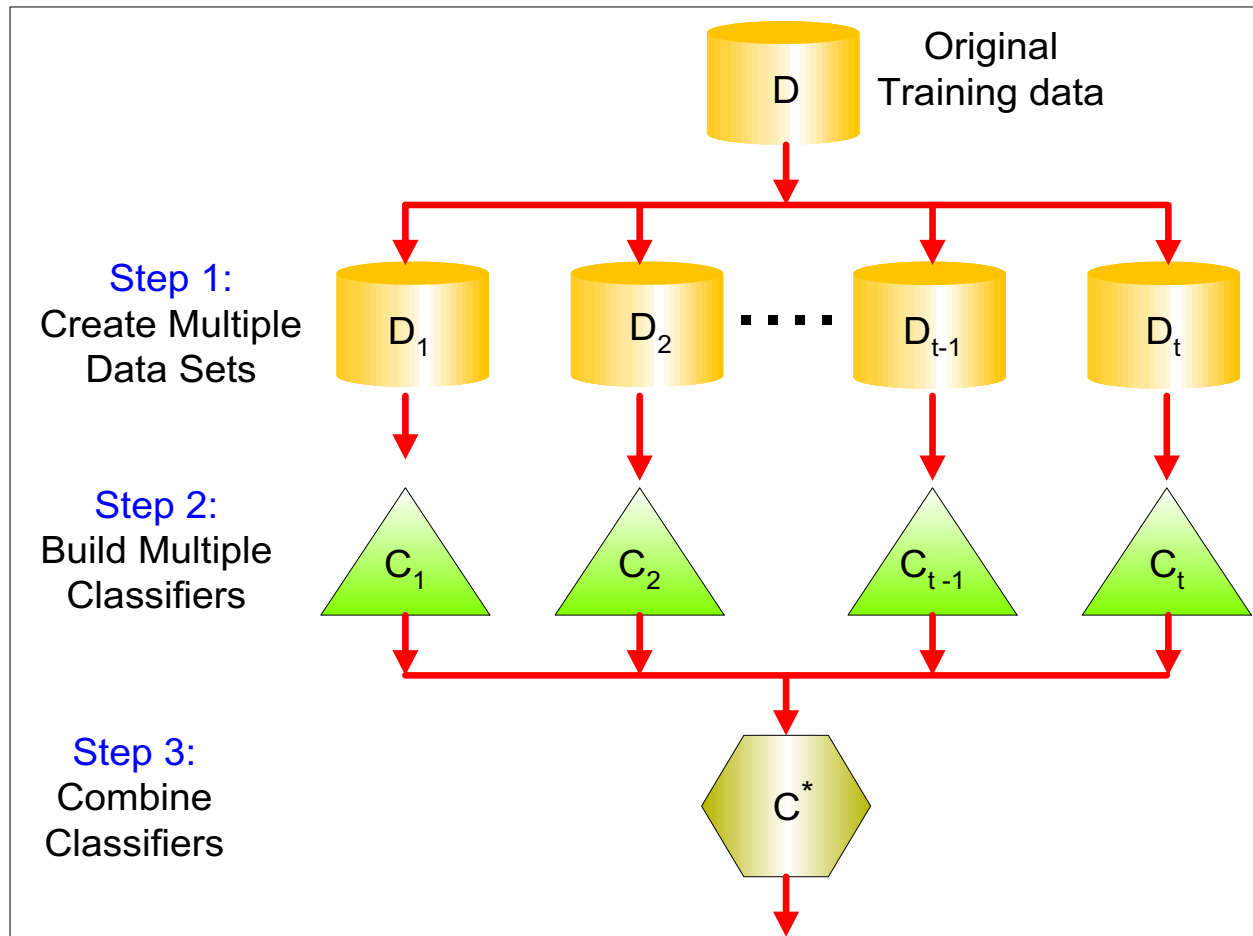 D
Original
Training data
Step 1:
Create Multiple
Data Sets
D₁
D₂
....
Dₜ₋₁
Dₜ
Step 2:
Build Multiple
Classifiers
C₁
C₂
Cₜ₋₁
Cₜ
Step 3:
Combine
Classifiers
C*